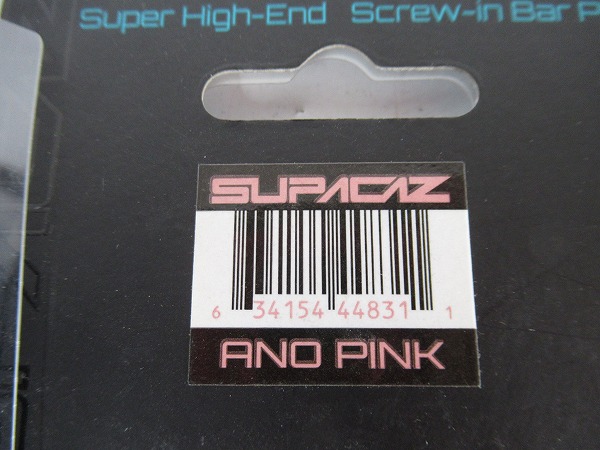 Super High-End Screw-in Bar P
SUPACAZ
6 34154 44831 1
ANO PINK